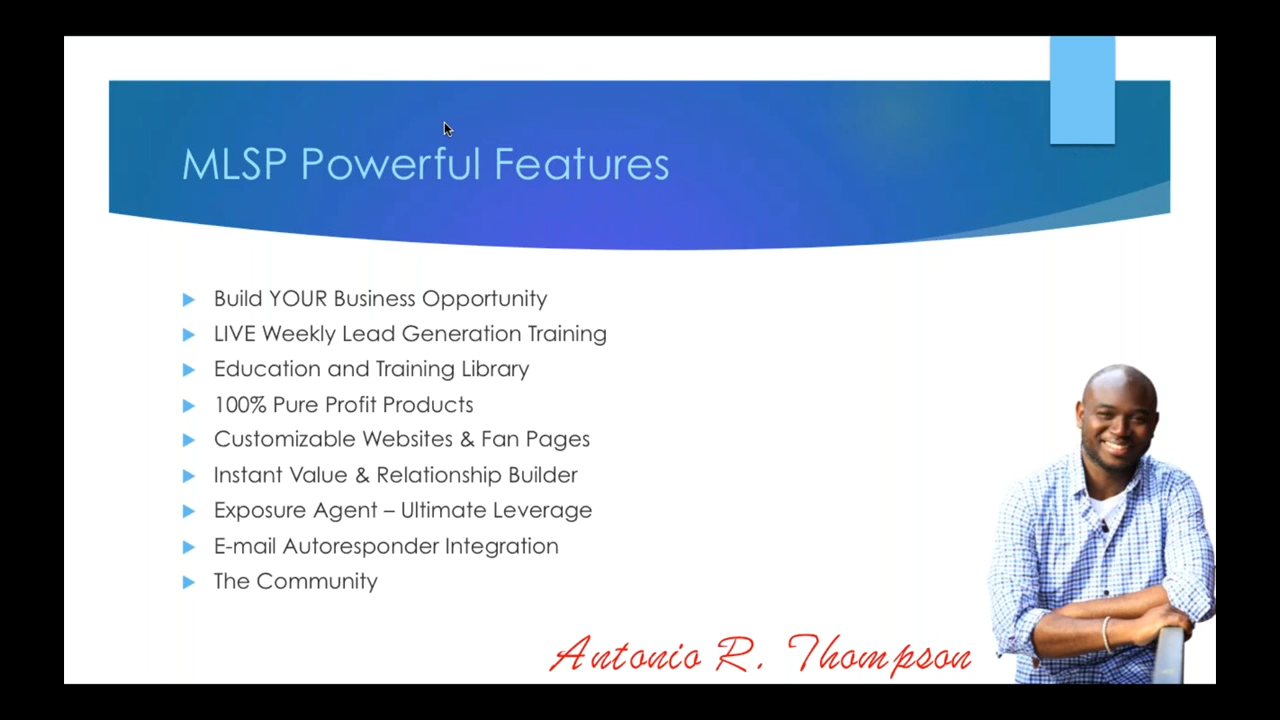 MLSP Powerful Features
Build YOUR Business Opportunity
LIVE Weekly Lead Generation Training
Education and Training Library
100% Pure Profit Products
Customizable Websites & Fan Pages
Instant Value & Relationship Builder
Exposure Agent – Ultimate Leverage
E-mail Autoresponder Integration
The Community
Antonio R. Thompson